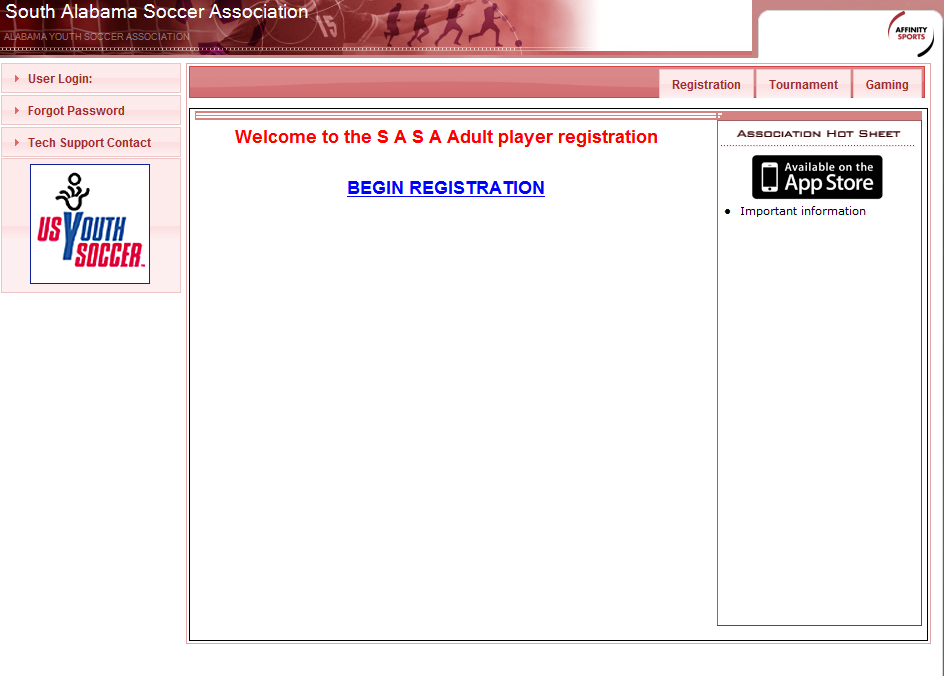 South Alabama Soccer Association
ALABAMA YOUTH SOCCER ASSOCIATION
15
AFFINITY
SPORTS
User Login:
Forgot Password
Tech Support Contact
US YOUTH
SOCCER
Registration
Tournament
Gaming
Welcome to the S A S A Adult player registration
BEGIN REGISTRATION
ASSOCIATION HOT SHEET
Available on the
App Store
Important information